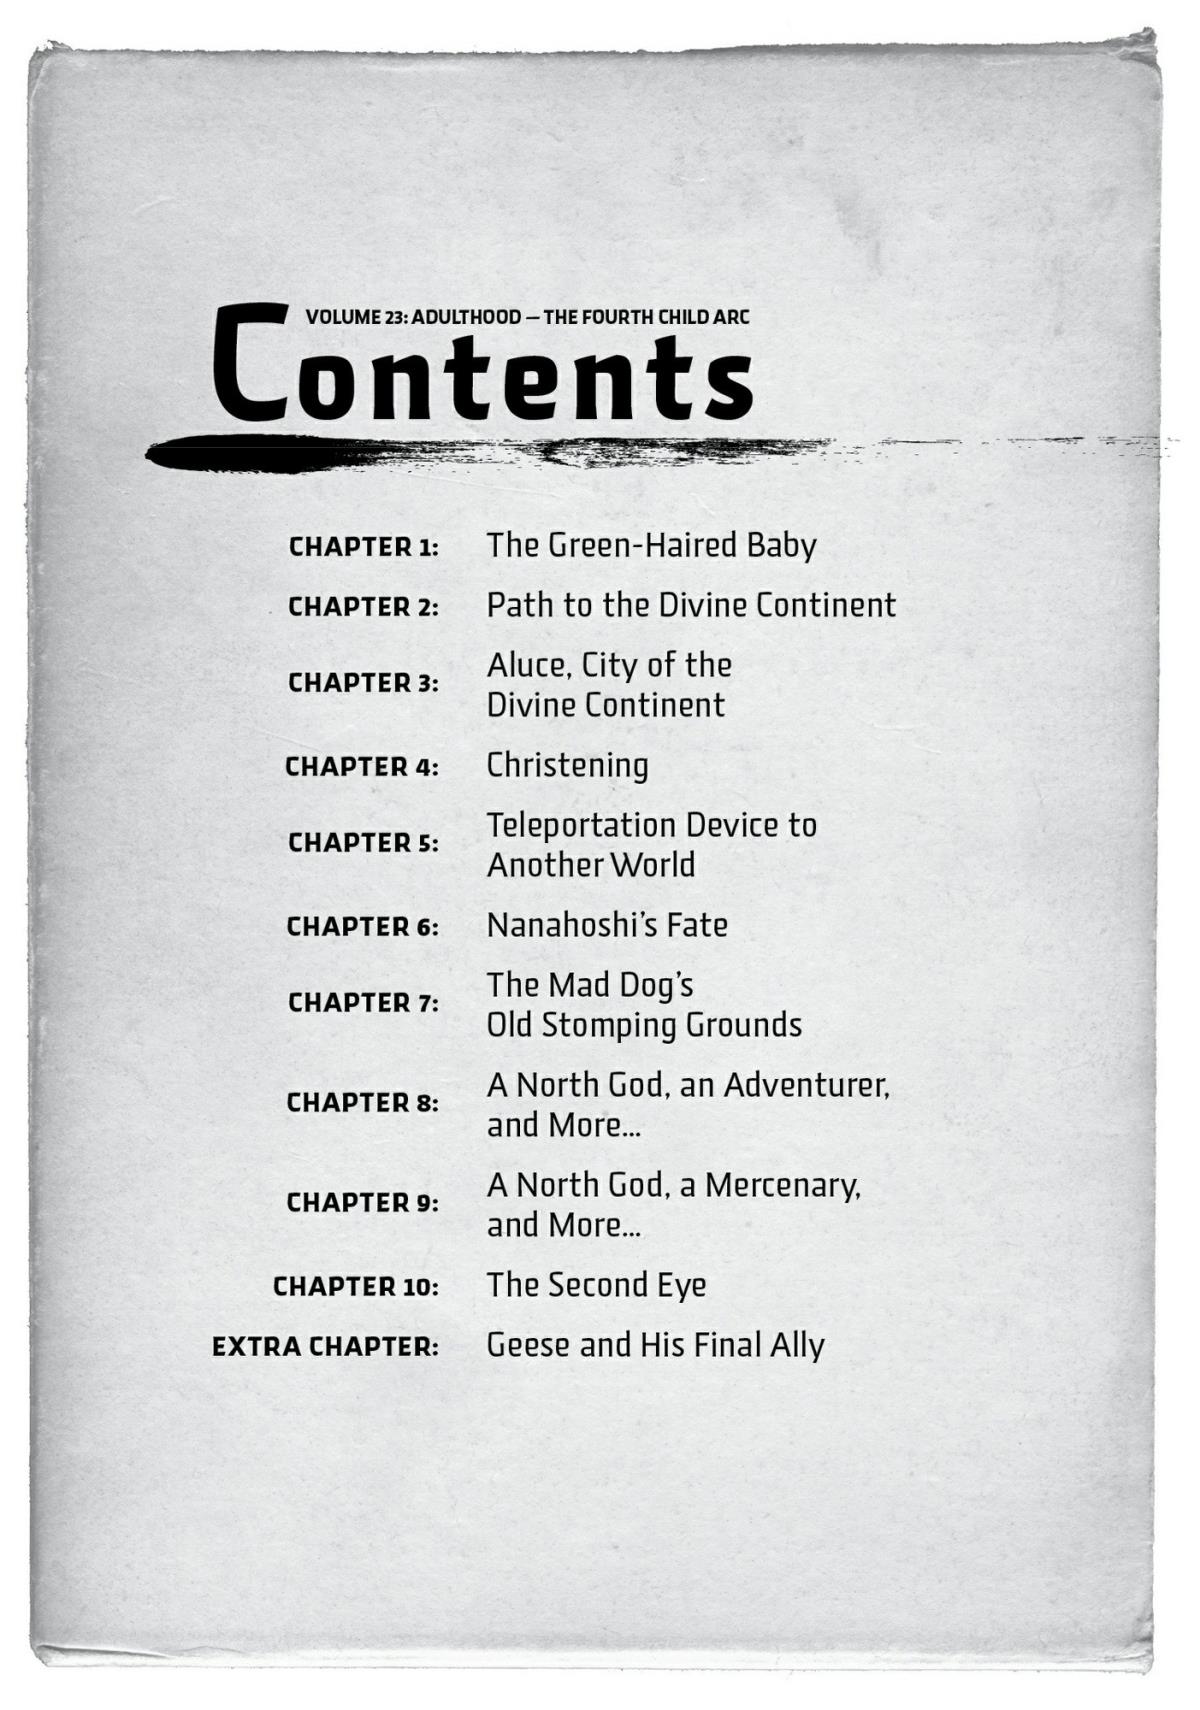 VOLUME 23: ADULTHOOD — THE FOURTH CHILD ARC
Contents
CHAPTER 1: The Green-Haired Baby
CHAPTER 2: Path to the Divine Continent
CHAPTER 3: Aluce, City of the
Divine Continent
CHAPTER 4: Christening
CHAPTER 5: Teleportation Device to
Another World
CHAPTER 6: Nanahoshi’s Fate
CHAPTER 7: The Mad Dog’s
Old Stomping Grounds
CHAPTER 8: A North God, an Adventurer,
and More...
CHAPTER 9: A North God, a Mercenary,
and More...
CHAPTER 10: The Second Eye
EXTRA CHAPTER: Geese and His Final Ally